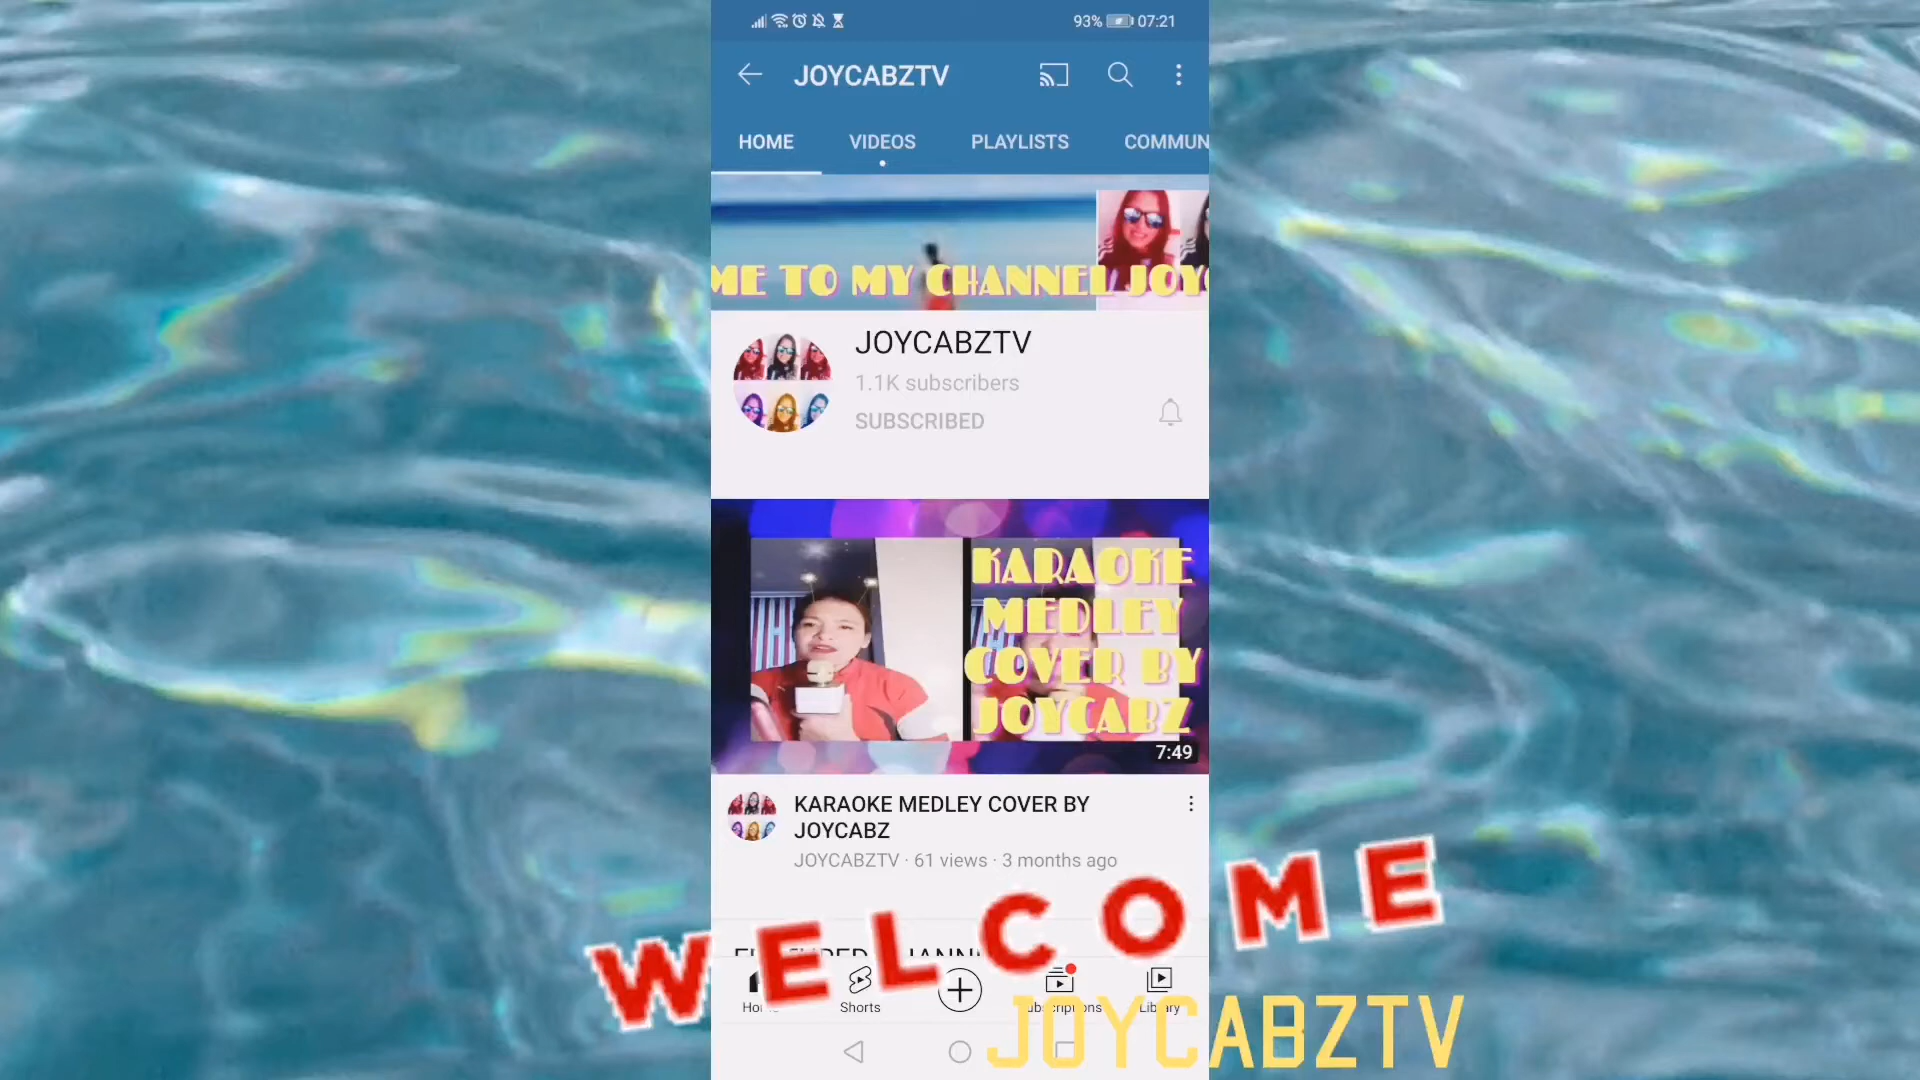 93% 07:21
JOYCABZTV
HOME VIDEOS PLAYLISTS COMMUN
ME TO MY CHANNEL JOY
JOYCABZTV
1.1K subscribers
SUBSCRIBED
KARAOKE
MEDLEY
COVER BY
JOYCABZ
7:49
KARAOKE MEDLEY COVER BY
JOYCABZ
JOYCABZTV · 61 views · 3 months ago
WELCOME
Shorts
JOYCABZTV